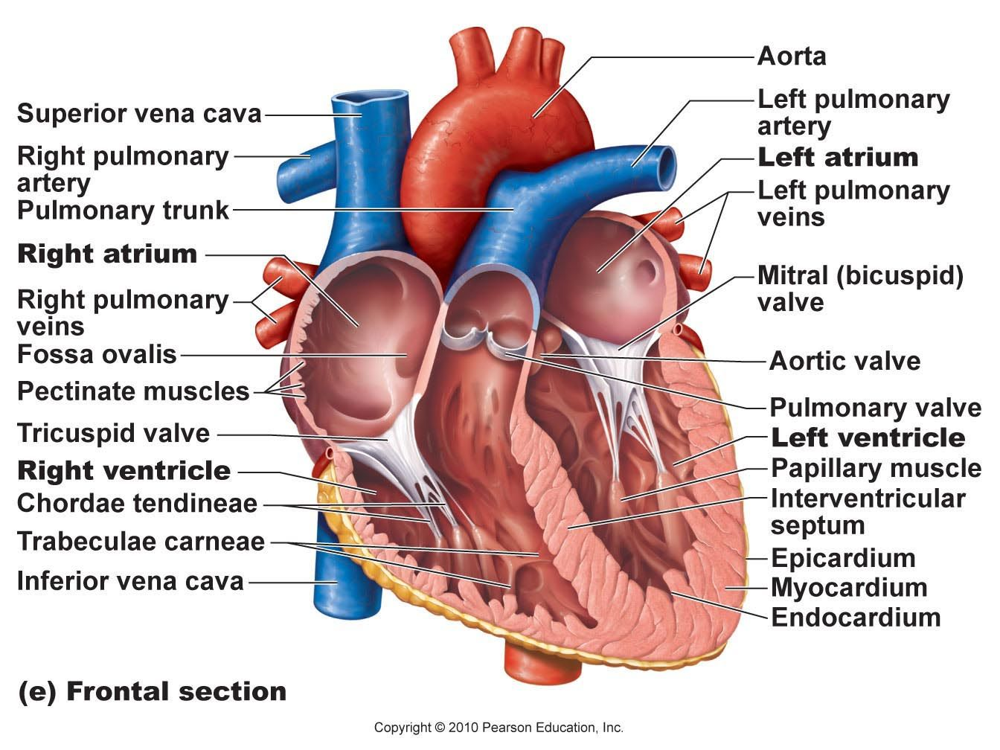 Superior vena cava
Right pulmonary
artery
Pulmonary trunk
Right atrium
Right pulmonary
veins
Fossa ovalis
Pectinate muscles
Tricuspid valve
Right ventricle
Chordae tendineae
Trabeculae carneae
Inferior vena cava
Aorta
Left pulmonary
artery
Left atrium
Left pulmonary
veins
Mitral (bicuspid)
valve
Aortic valve
Pulmonary valve
Left ventricle
Papillary muscle
Interventricular
septum
Epicardium
Myocardium
Endocardium
(e) Frontal section
Copyright © 2010 Pearson Education, Inc.